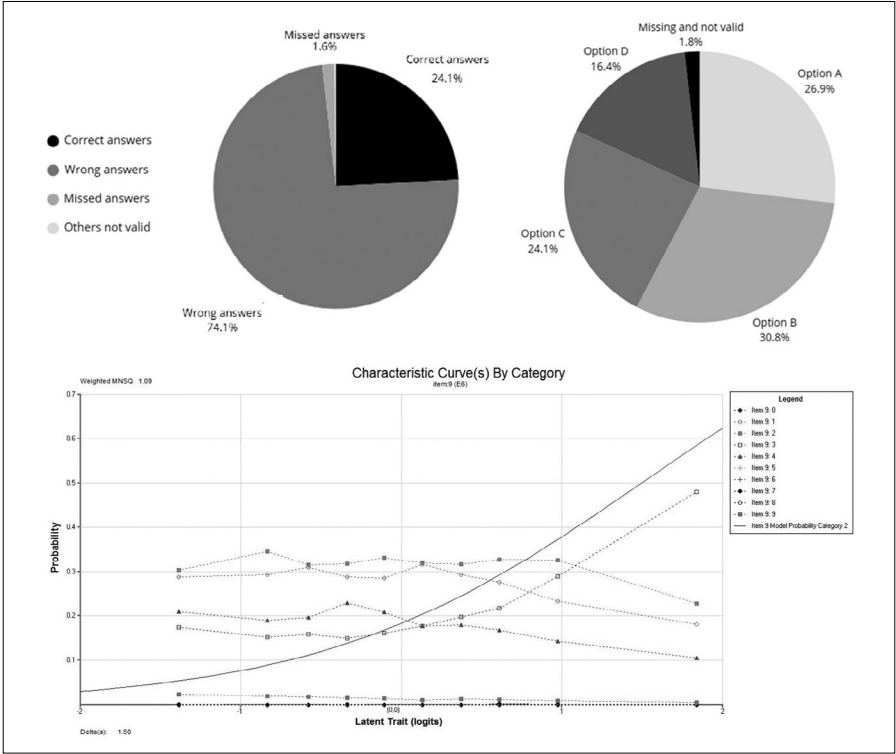 Missed answers
1.6%
Correct answers
24.1%
Correct answers
Wrong answers
Missed answers
Others not valid
Wrong answers
74.1%
Missing and not valid
1.8%
Option D
16.4%
Option A
26.9%
Option C
24.1%
Option B
30.8%
Characteristic Curve(s) By Category
item:9 (E6)
Weighted MNSQ 1.09
0.7
0.6
0.5
0.4
0.3
0.2
0.1
Probability
-2
-1
(0,0)
1
2
Latent Trait (logits)
Delta(s): 1.50
Legend
Item 9: 0
Item 9: 1
Item 9: 2
Item 9: 3
Item 9: 4
Item 9: 5
Item 9: 6
Item 9: 7
Item 9: 8
Item 9: 9
Item 9 Model Probability Category 2